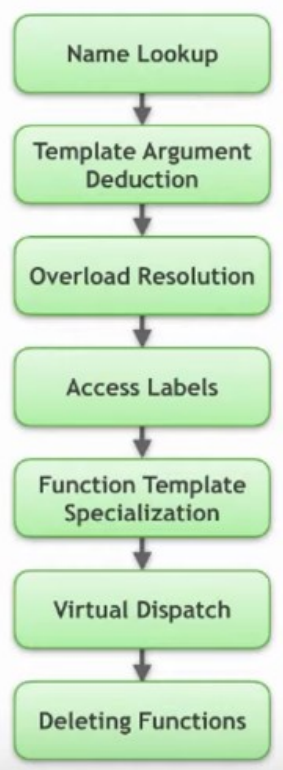 Name Lookup
Template Argument
Deduction
Overload Resolution
Access Labels
Function Template
Specialization
Virtual Dispatch
Deleting Functions